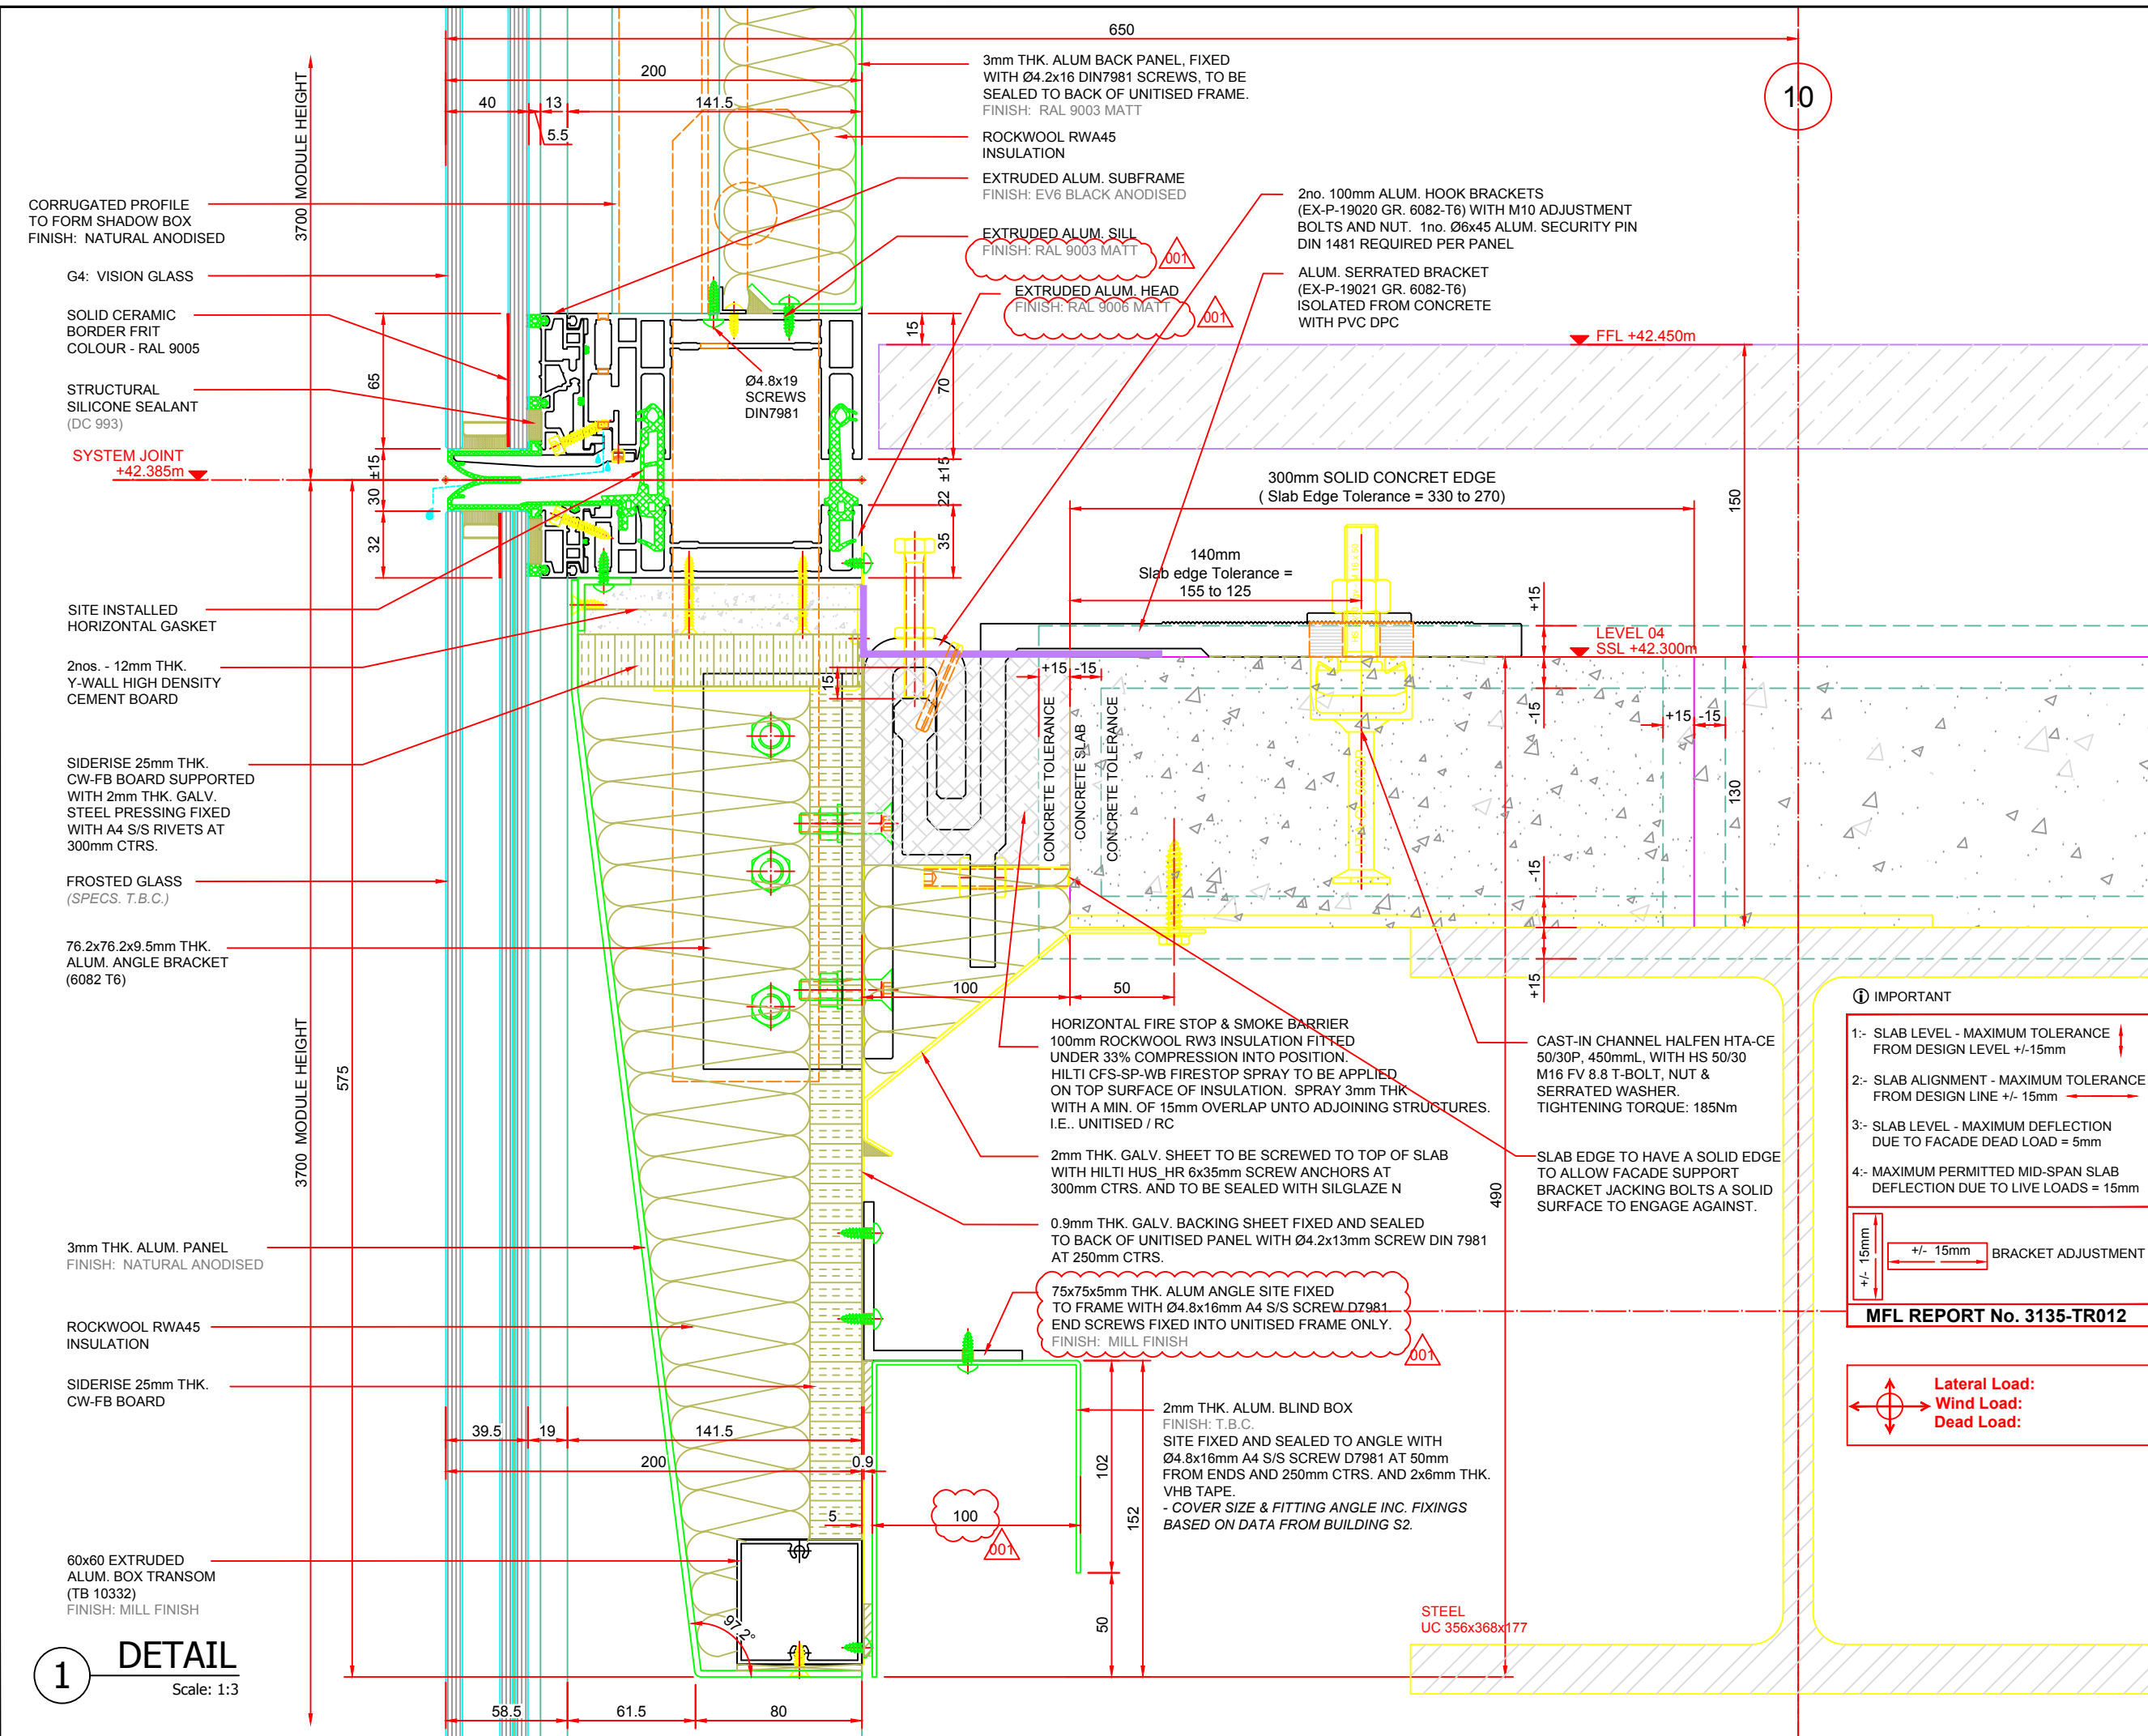 650
200
40
13
141.5
5.5
3700 MODULE HEIGHT
3mm THK. ALUM BACK PANEL, FIXED
WITH Ø4.2x16 DIN7981 SCREWS, TO BE
SEALED TO BACK OF UNITISED FRAME.
FINISH: RAL 9003 MATT
ROCKWOOL RWA45
INSULATION
EXTRUDED ALUM. SUBFRAME
FINISH: EV6 BLACK ANODISED
EXTRUDED ALUM. SILL
FINISH: RAL 9003 MATT
001
EXTRUDED ALUM. HEAD
FINISH: RAL 9006 MATT
001
2no. 100mm ALUM. HOOK BRACKETS
(EX-P-19020 GR. 6082-T6) WITH M10 ADJUSTMENT
BOLTS AND NUT. 1no. Ø6x45 ALUM. SECURITY PIN
DIN 1481 REQUIRED PER PANEL
ALUM. SERRATED BRACKET
(EX-P-19021 GR. 6082-T6)
ISOLATED FROM CONCRETE
WITH PVC DPC
10
CORRUGATED PROFILE
TO FORM SHADOW BOX
FINISH: NATURAL ANODISED
G4: VISION GLASS
SOLID CERAMIC
BORDER FRIT
COLOUR - RAL 9005
STRUCTURAL
SILICONE SEALANT
(DC 993)
SYSTEM JOINT
+42.385m
65
30 ±15
32
Ø4.8x19
SCREWS
DIN7981
15
70
22 ±15
35
FFL +42.450m
150
300mm SOLID CONCRET EDGE
( Slab Edge Tolerance = 330 to 270)
140mm
Slab edge Tolerance =
155 to 125
+15
LEVEL 04
SSL +42.300m
-15
+15 -15
130
-15
+15
+15 -15
15
CONCRETE TOLERANCE
CONCRETE SLAB
CONCRETE TOLERANCE
SITE INSTALLED
HORIZONTAL GASKET
2nos. - 12mm THK.
Y-WALL HIGH DENSITY
CEMENT BOARD
SIDERISE 25mm THK.
CW-FB BOARD SUPPORTED
WITH 2mm THK. GALV.
STEEL PRESSING FIXED
WITH A4 S/S RIVETS AT
300mm CTRS.
FROSTED GLASS
(SPECS. T.B.C.)
76.2x76.2x9.5mm THK.
ALUM. ANGLE BRACKET
(6082 T6)
3700 MODULE HEIGHT
575
100
50
490
HORIZONTAL FIRE STOP & SMOKE BARRIER
100mm ROCKWOOL RW3 INSULATION FITTED
UNDER 33% COMPRESSION INTO POSITION.
HILTI CFS-SP-WB FIRESTOP SPRAY TO BE APPLIED
ON TOP SURFACE OF INSULATION. SPRAY 3mm THK
WITH A MIN. OF 15mm OVERLAP UNTO ADJOINING STRUCTURES.
I.E.. UNITISED / RC
2mm THK. GALV. SHEET TO BE SCREWED TO TOP OF SLAB
WITH HILTI HUS_HR 6x35mm SCREW ANCHORS AT
300mm CTRS. AND TO BE SEALED WITH SILGLAZE N
0.9mm THK. GALV. BACKING SHEET FIXED AND SEALED
TO BACK OF UNITISED PANEL WITH Ø4.2x13mm SCREW DIN 7981
AT 250mm CTRS.
75x75x5mm THK. ALUM ANGLE SITE FIXED
TO FRAME WITH Ø4.8x16mm A4 S/S SCREW D7981.
END SCREWS FIXED INTO UNITISED FRAME ONLY.
FINISH: MILL FINISH
001
CAST-IN CHANNEL HALFEN HTA-CE
50/30P, 450mmL, WITH HS 50/30
M16 FV 8.8 T-BOLT, NUT &
SERRATED WASHER.
TIGHTENING TORQUE: 185Nm
SLAB EDGE TO HAVE A SOLID EDGE
TO ALLOW FACADE SUPPORT
BRACKET JACKING BOLTS A SOLID
SURFACE TO ENGAGE AGAINST.
IMPORTANT
1:- SLAB LEVEL - MAXIMUM TOLERANCE
FROM DESIGN LEVEL +/-15mm
2:- SLAB ALIGNMENT - MAXIMUM TOLERANCE
FROM DESIGN LINE +/- 15mm
3:- SLAB LEVEL - MAXIMUM DEFLECTION
DUE TO FACADE DEAD LOAD = 5mm
4:- MAXIMUM PERMITTED MID-SPAN SLAB
DEFLECTION DUE TO LIVE LOADS = 15mm
+/- 15mm
+/- 15mm
BRACKET ADJUSTMENT
MFL REPORT No. 3135-TR012
Lateral Load:
Wind Load:
Dead Load:
3mm THK. ALUM. PANEL
FINISH: NATURAL ANODISED
ROCKWOOL RWA45
INSULATION
SIDERISE 25mm THK.
CW-FB BOARD
39.5
19
141.5
200
0.9
5
100
001
102
152
50
2mm THK. ALUM. BLIND BOX
FINISH: T.B.C.
SITE FIXED AND SEALED TO ANGLE WITH
Ø4.8x16mm A4 S/S SCREW D7981 AT 50mm
FROM ENDS AND 250mm CTRS. AND 2x6mm THK.
VHB TAPE.
- COVER SIZE & FITTING ANGLE INC. FIXINGS
BASED ON DATA FROM BUILDING S2.
60x60 EXTRUDED
ALUM. BOX TRANSOM
(TB 10332)
FINISH: MILL FINISH
97.2°
STEEL
UC 356x368x177
1
DETAIL
Scale: 1:3
58.5
61.5
80